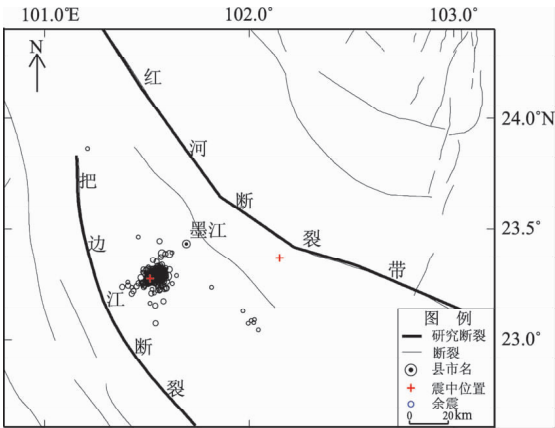 101.0°E
102.0°
103.0°
N
24.0°N
23.5°
23.0°
红河断裂带
把边江断裂
墨江
图 例
研究断裂
断裂
县市名
震中位置
余震
0 20km